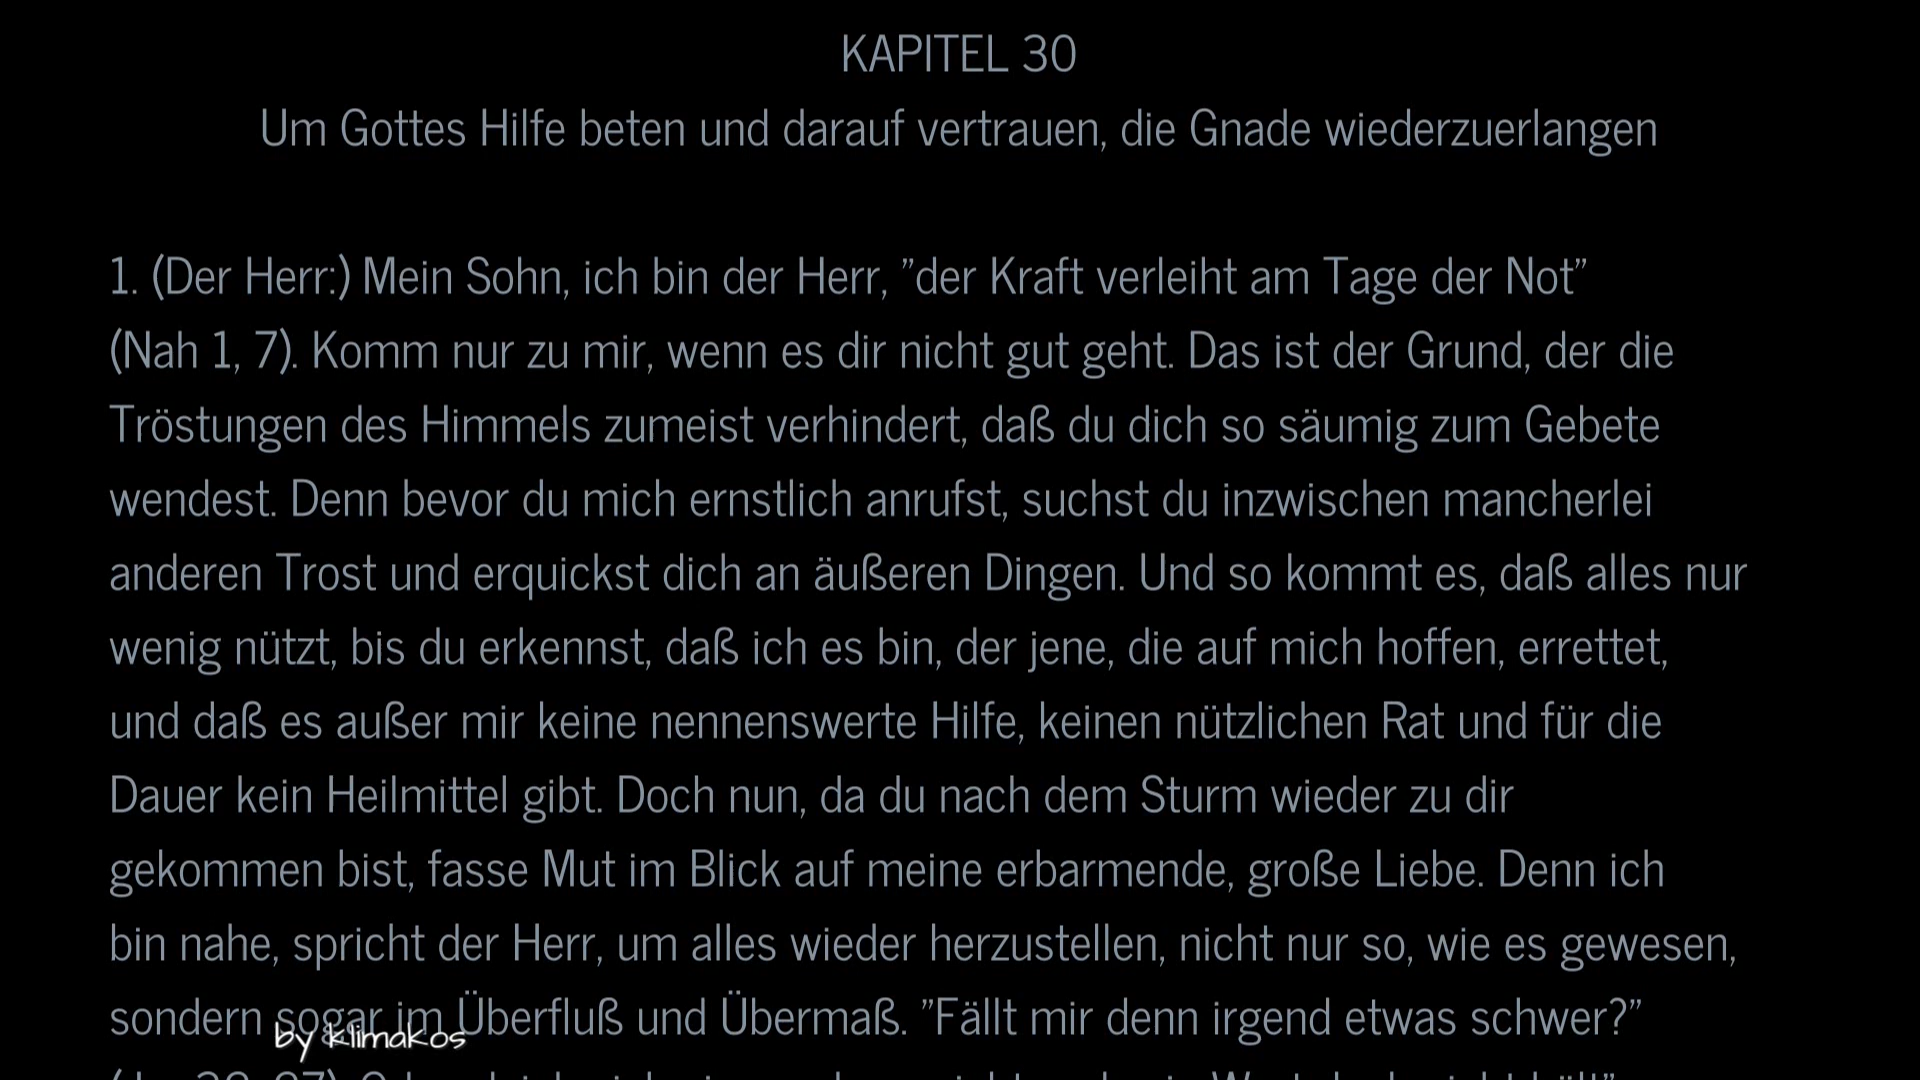 KAPITEL 30
Um Gottes Hilfe beten und darauf vertrauen, die Gnade wiederzuerlangen
1. (Der Herr:) Mein Sohn, ich bin der Herr, ”der Kraft verleiht am Tage der Not”
(Nah 1, 7). Komm nur zu mir, wenn es dir nicht gut geht. Das ist der Grund, der die
Tröstungen des Himmels zumeist verhindert, daß du dich so säumig zum Gebete
wendest. Denn bevor du mich ernstlich anrufst, suchst du inzwischen mancherlei
anderen Trost und erquickst dich an äußeren Dingen. Und so kommt es, daß alles nur
wenig nützt, bis du erkennst, daß ich es bin, der jene, die auf mich hoffen, errettet,
und daß es außer mir keine nennenswerte Hilfe, keinen nützlichen Rat und für die
Dauer kein Heilmittel gibt. Doch nun, da du nach dem Sturm wieder zu dir
gekommen bist, fasse Mut im Blick auf meine erbarmende, große Liebe. Denn ich
bin nahe, spricht der Herr, um alles wieder herzustellen, nicht nur so, wie es gewesen,
sondern sogar im Überfluß und Übermaß. ”Fällt mir denn irgend etwas schwer?”
by klimakos